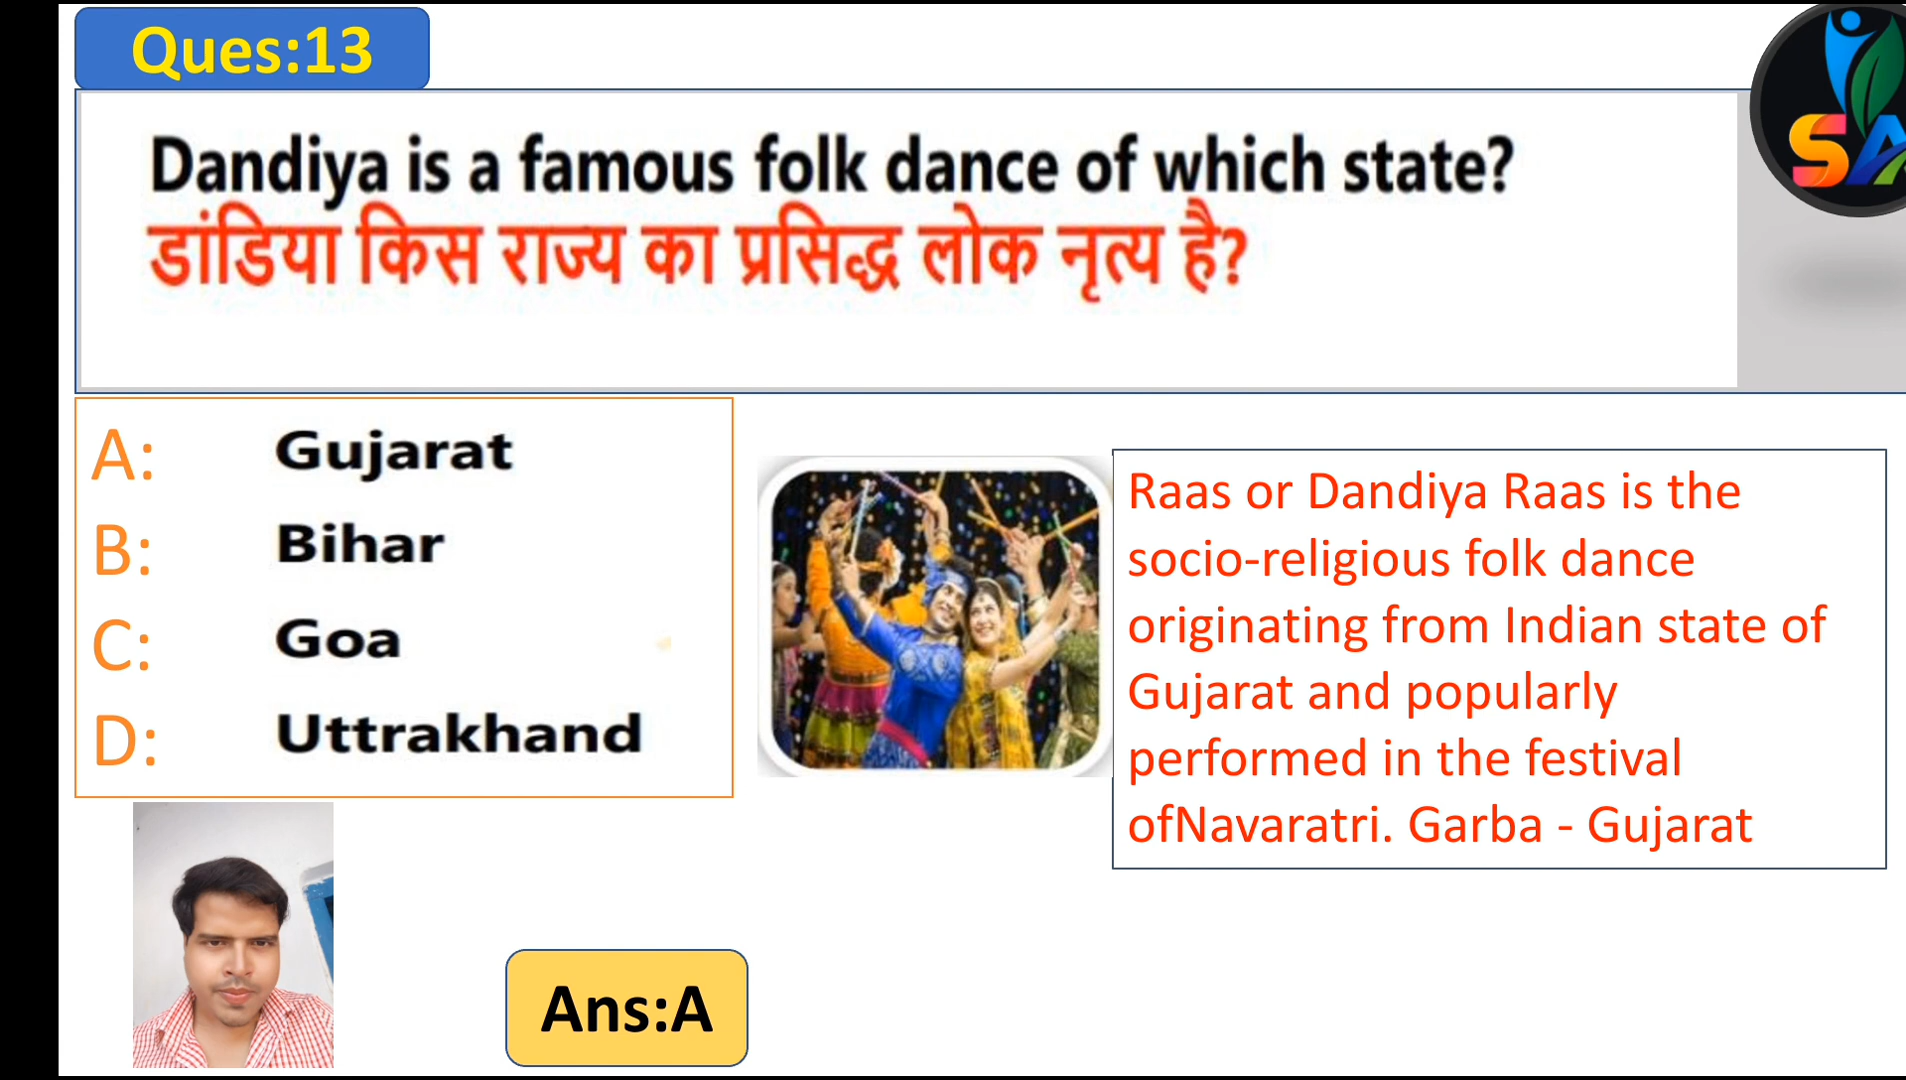 Ques:13
Dandiya is a famous folk dance of which state?
डांडिया किस राज्य का प्रसिद्ध लोक नृत्य है?
A: Gujarat
B: Bihar
C: Goa
D: Uttrakhand
Raas or Dandiya Raas is the
socio-religious folk dance
originating from Indian state of
Gujarat and popularly
performed in the festival
ofNavaratri. Garba - Gujarat
Ans:A
SA